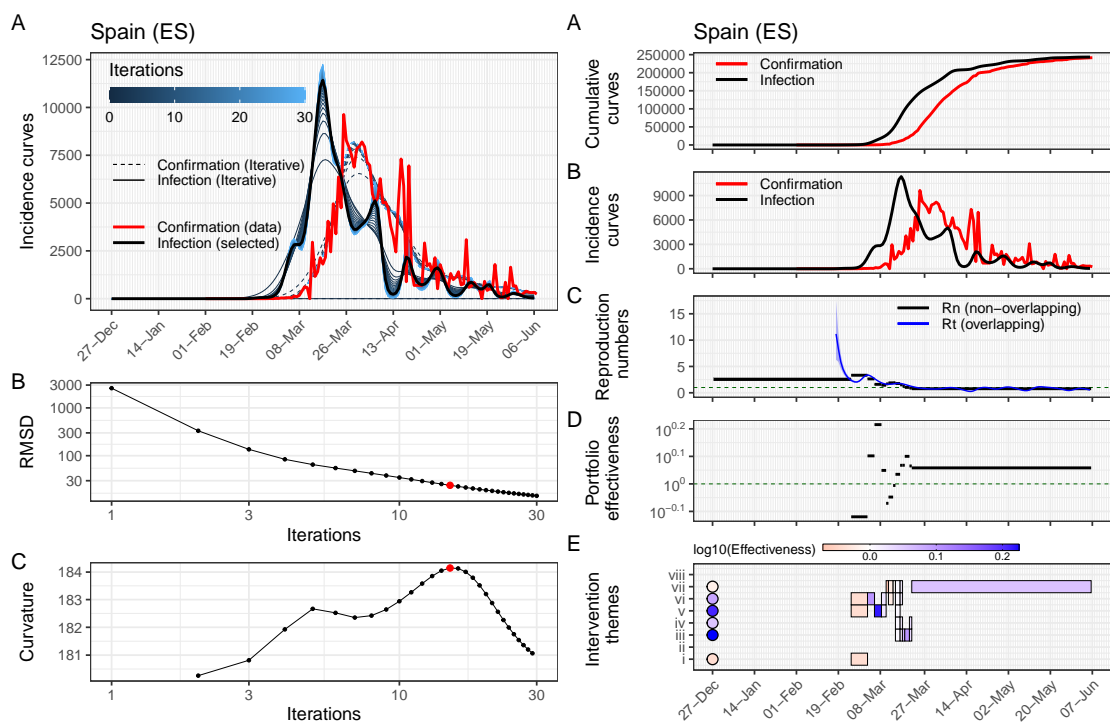 A
Spain (ES)
12500
10000
7500
5000
2500
0
Incidence curves
Iterations
0 10 20 30
Confirmation (Iterative)
Infection (Iterative)
Confirmation (data)
Infection (selected)
27−Dec 14−Jan 01−Feb 19−Feb 08−Mar 26−Mar 13−Apr 01−May 19−May 06−Jun
B
3000
1000
300
100
30
RMSD
1 3 10 30
Iterations
C
184
183
182
181
Curvature
1 3 10 30
Iterations
A
Spain (ES)
250000
200000
150000
100000
50000
0
Cumulative
curves
Confirmation
Infection
B
9000
6000
3000
0
Incidence
curves
Confirmation
Infection
C
15
10
5
0
Reproduction
numbers
Rn (non−overlapping)
Rt (overlapping)
D
10^0.2
10^0.1
10^0
10^−0.1
Portfolio
effectiveness
E
log10(Effectiveness)
0.0 0.1 0.2
viii
vii
vi
v
iv
iii
ii
i
Intervention
themes
27−Dec 14−Jan 01−Feb 19−Feb 08−Mar 27−Mar 14−Apr 02−May 20−May 07−Jun